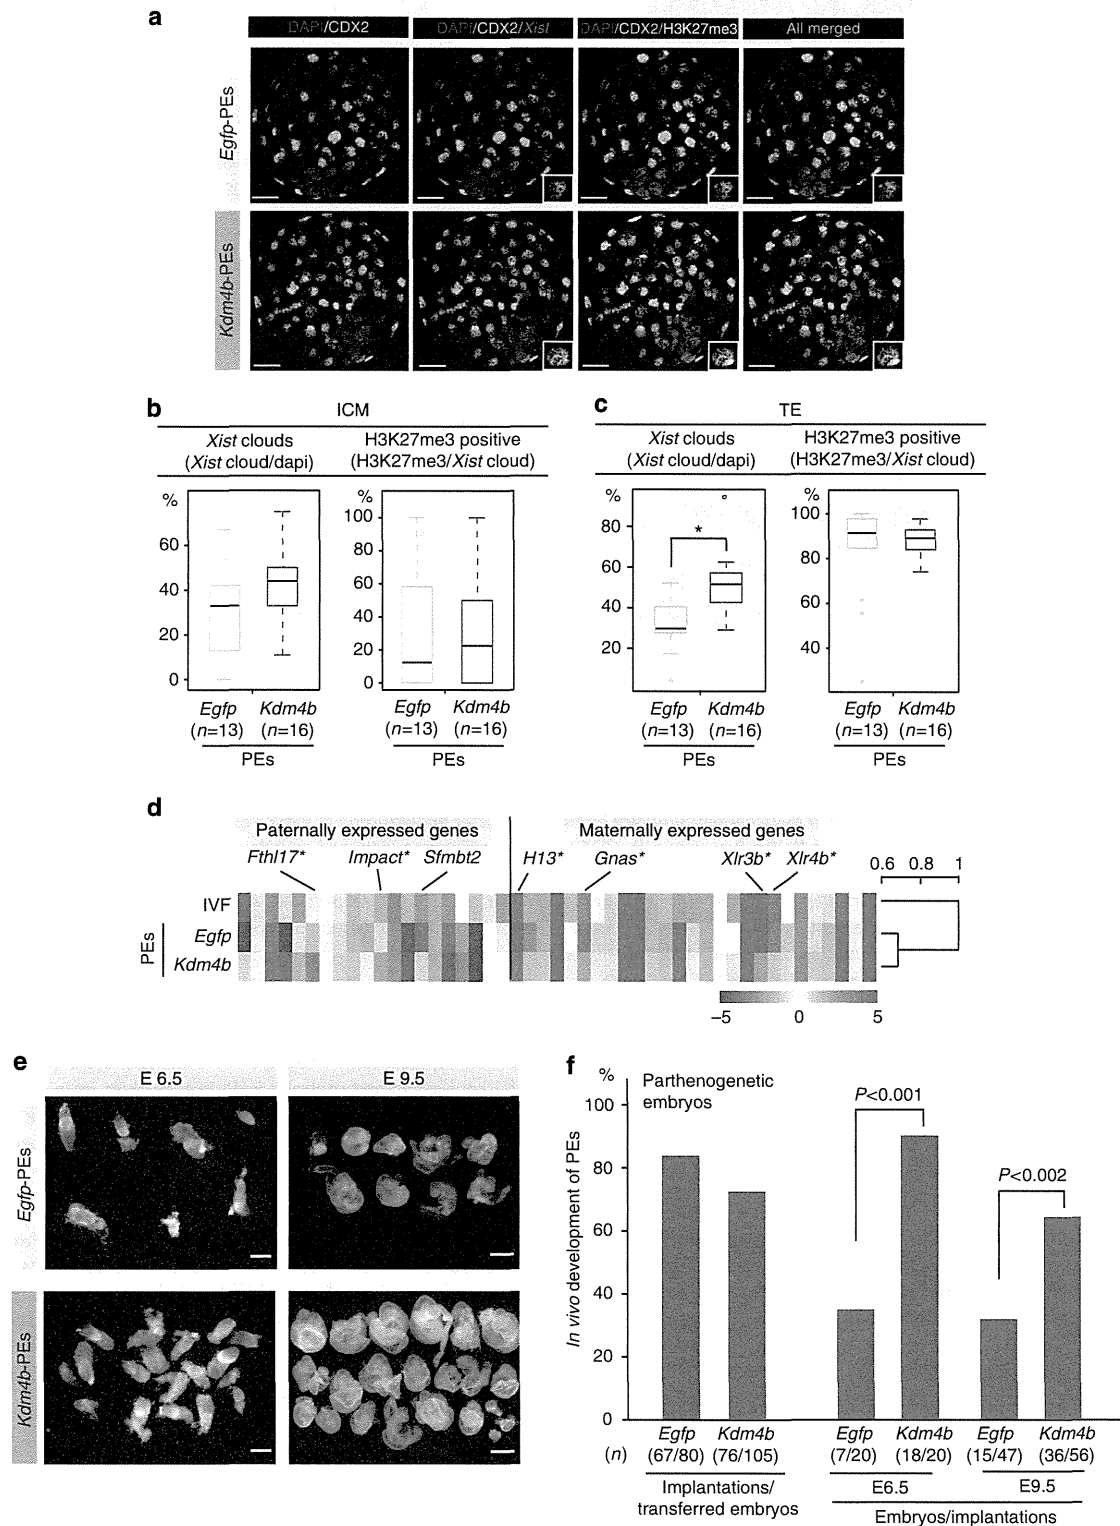 a
DAPI/CDX2
DAPI/CDX2/Xist
DAPI/CDX2/H3K27me3
All merged
Egfp-PEs
Kdm4b-PEs
b
ICM
Xist clouds
(Xist cloud/dapi)
H3K27me3 positive
(H3K27me3/Xist cloud)
%
60
40
20
0
Egfp
(n=13)
Kdm4b
(n=16)
PEs
%
100
80
60
40
20
0
Egfp
(n=13)
Kdm4b
(n=16)
PEs
c
TE
Xist clouds
(Xist cloud/dapi)
H3K27me3 positive
(H3K27me3/Xist cloud)
%
80
60
40
20
*
Egfp
(n=13)
Kdm4b
(n=16)
PEs
%
100
80
60
40
Egfp
(n=13)
Kdm4b
(n=16)
PEs
d
Paternally expressed genes
Maternally expressed genes
Fthl17*
Impact*
Sfmbt2
H13*
Gnas*
Xlr3b*
Xlr4b*
0.6 0.8 1
IVF
PEs
Egfp
Kdm4b
−5 0 5
e
E 6.5
E 9.5
Egfp-PEs
Kdm4b-PEs
f
%
Parthenogenetic
embryos
In vivo development of PEs
100
80
60
40
20
0
P<0.001
P<0.002
Egfp Kdm4b Egfp Kdm4b Egfp Kdm4b
(n) (67/80) (76/105) (7/20) (18/20) (15/47) (36/56)
Implantations/
transferred embryos
E6.5
E9.5
Embryos/implantations